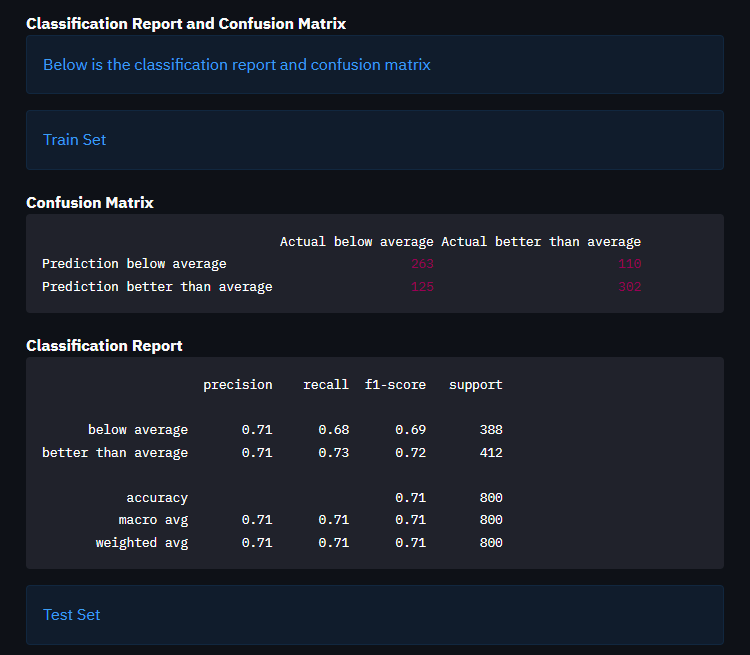 Classification Report and Confusion Matrix
Below is the classification report and confusion matrix
Train Set
Confusion Matrix
Actual below average Actual better than average
Prediction below average 263 110
Prediction better than average 125 302
Classification Report
precision recall f1-score support
below average 0.71 0.68 0.69 388
better than average 0.71 0.73 0.72 412
accuracy 0.71 800
macro avg 0.71 0.71 0.71 800
weighted avg 0.71 0.71 0.71 800
Test Set